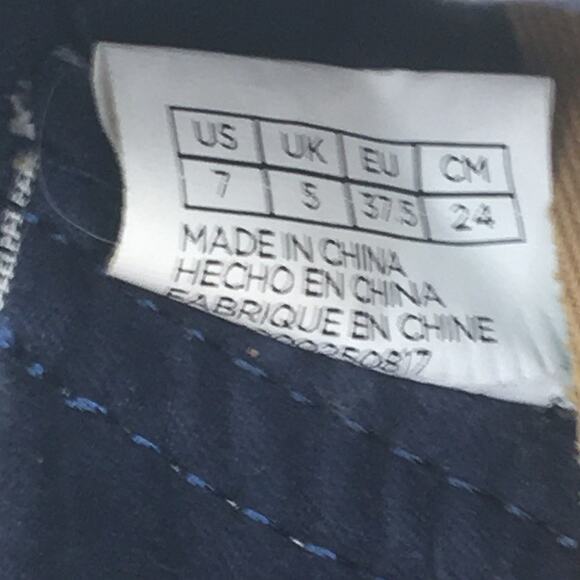 US UK EU CM
7 5 37.5 24
MADE IN CHINA
HECHO EN CHINA
FABRIQUE EN CHINE